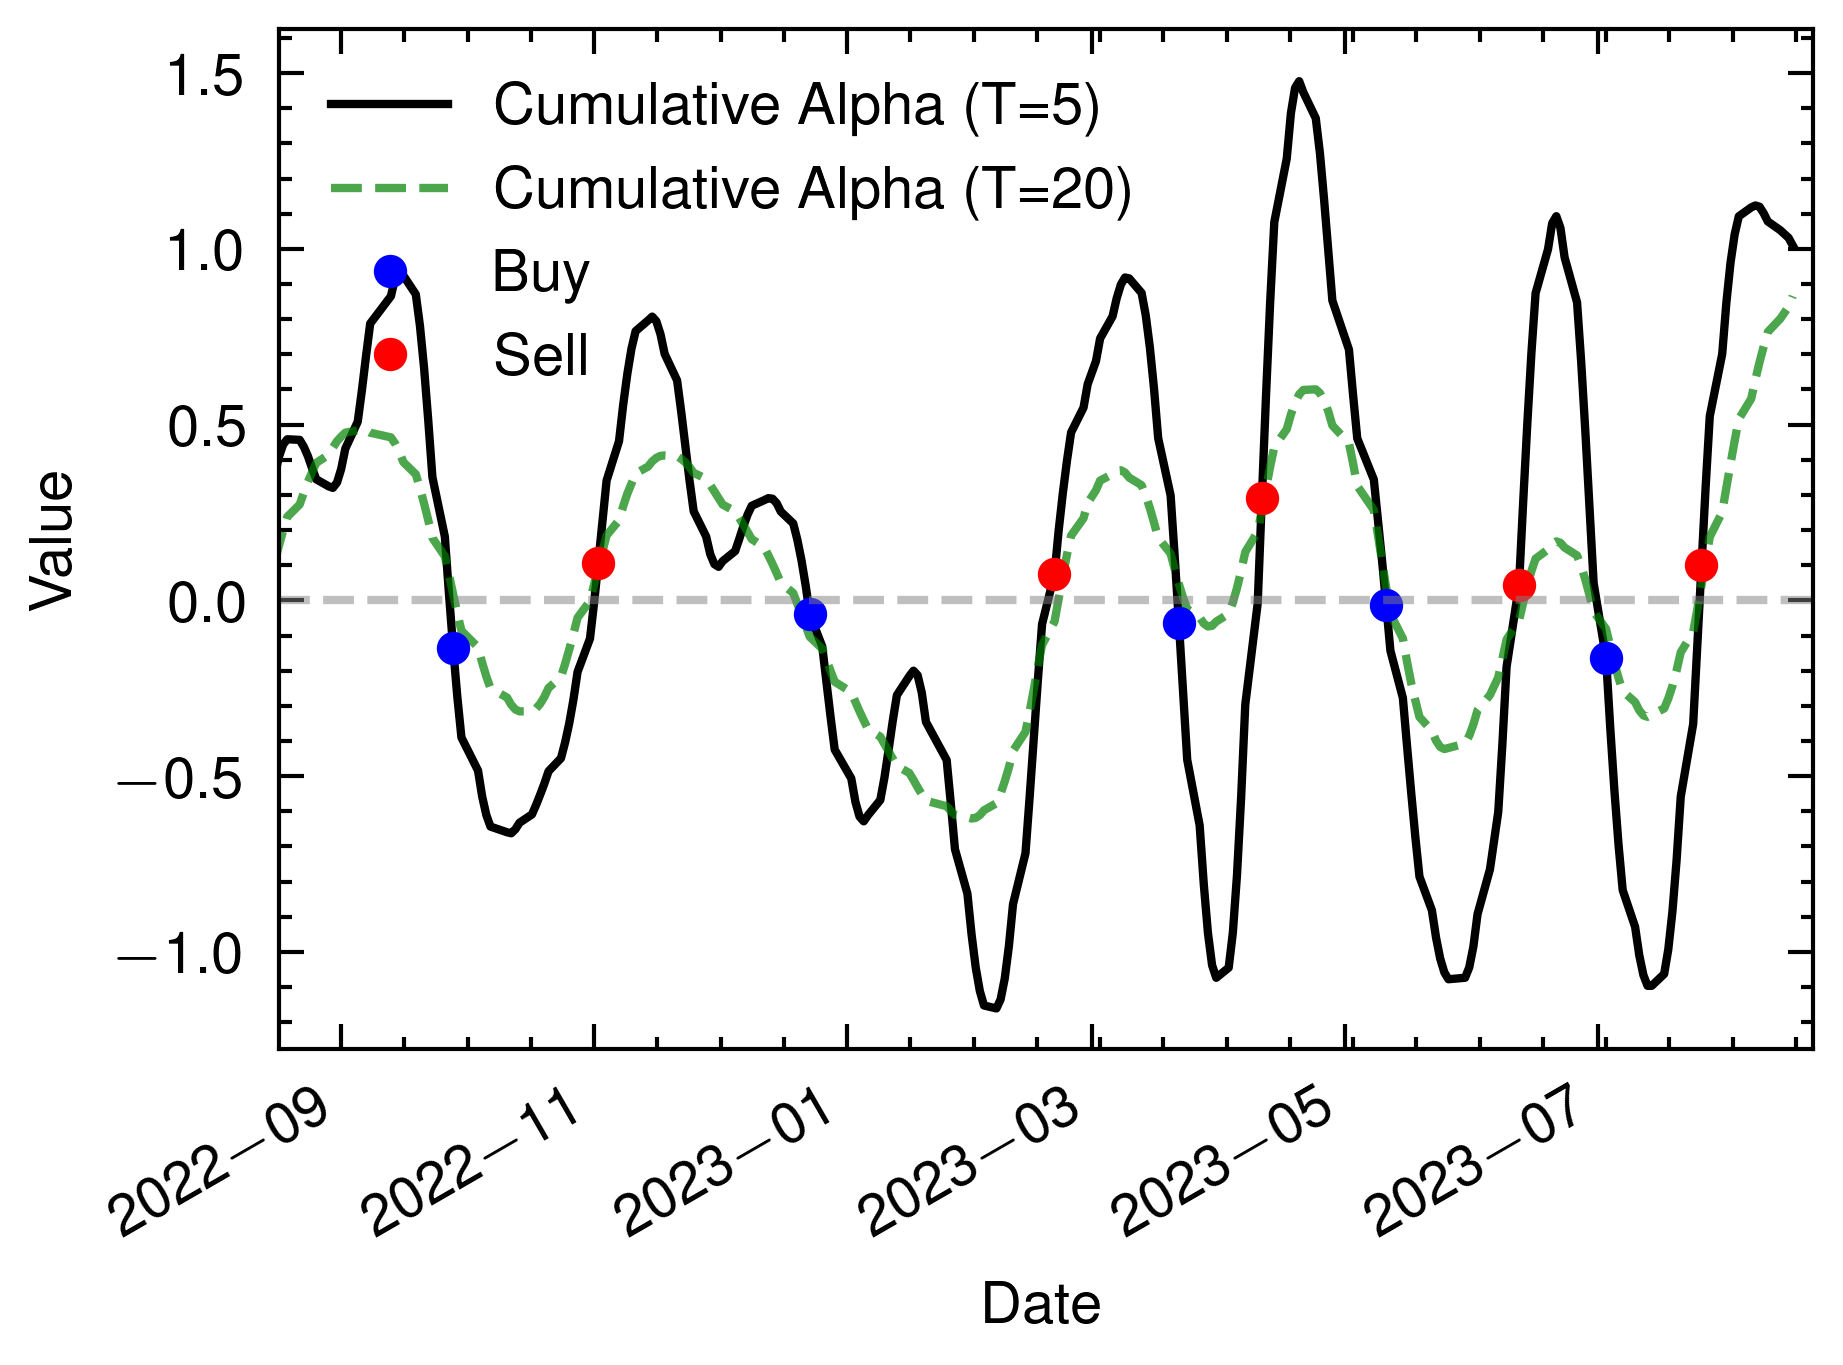 1.5
1.0
0.5
0.0
−0.5
−1.0
Value
Cumulative Alpha (T=5)
Cumulative Alpha (T=20)
Buy
Sell
2022−09
2022−11
2023−01
2023−03
2023−05
2023−07
Date